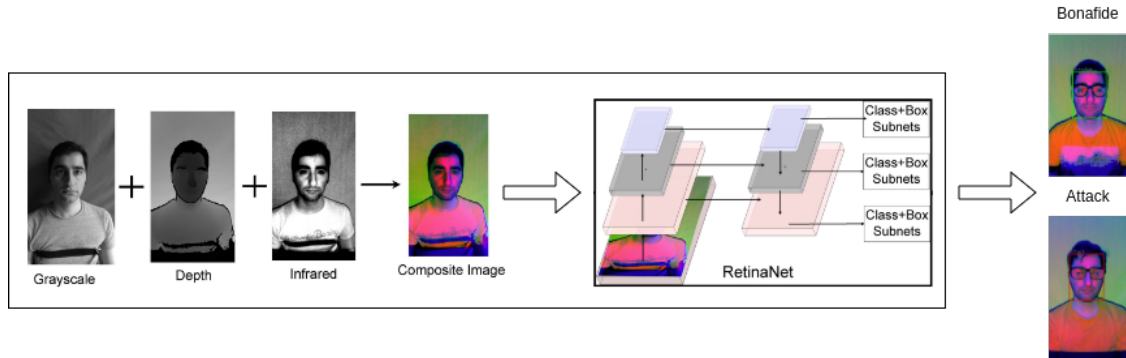 Bonafide
Class+Box
Subnets
Class+Box
Subnets
Attack
Class+Box
Subnets
Grayscale
Depth
Infrared
Composite Image
RetinaNet